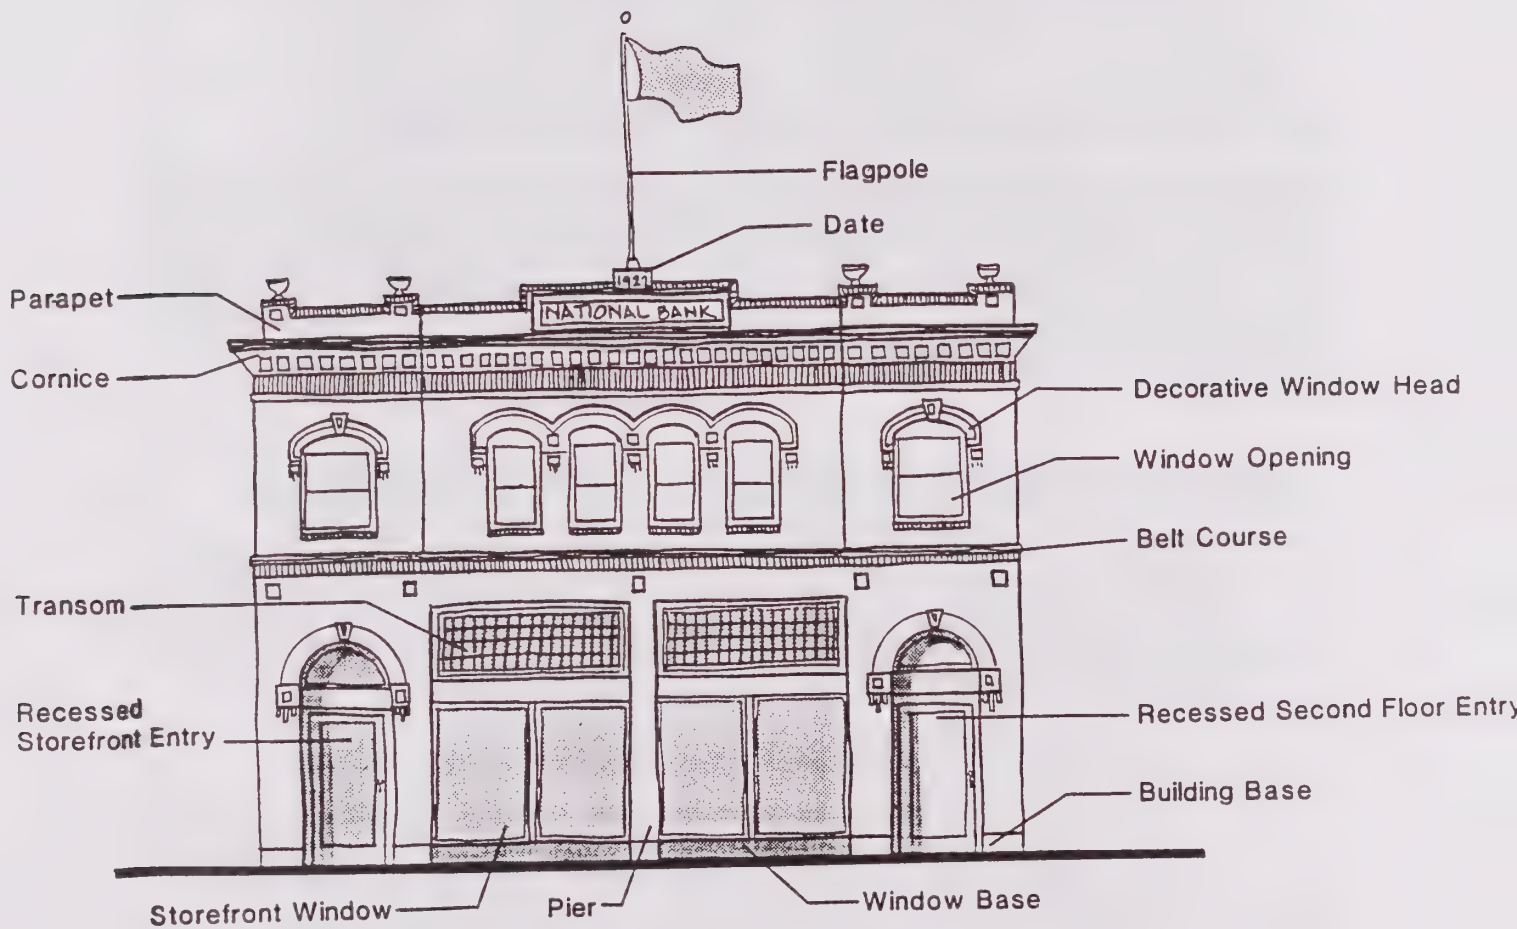 Flagpole
Date
Parapet
1927
NATIONAL BANK
Cornice
Decorative Window Head
Window Opening
Belt Course
Transom
Recessed
Storefront Entry
Recessed Second Floor Entry
Building Base
Storefront Window
Pier
Window Base